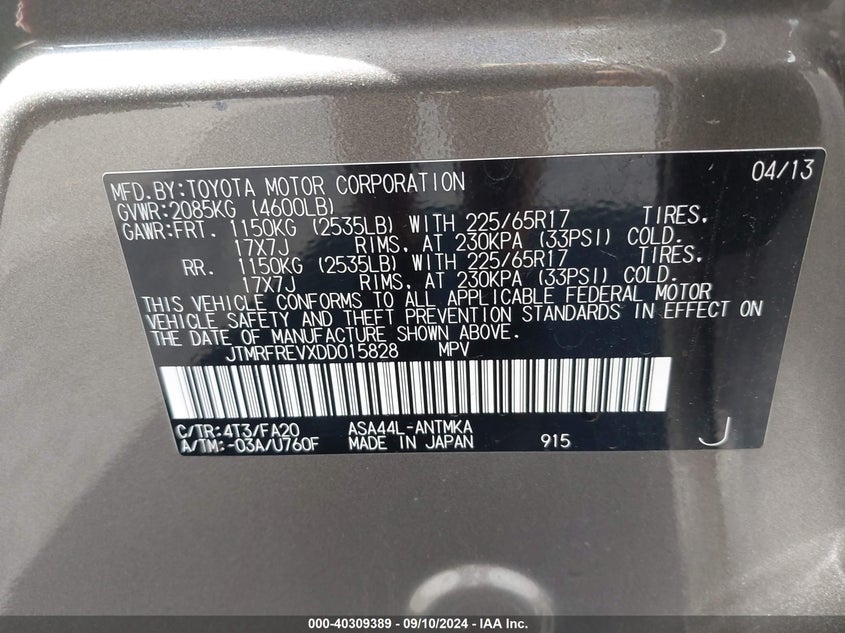 04/13
MFD.BY:TOYOTA MOTOR CORPORATION
GVWR:2085KG (4600LB)
GAWR:FRT. 1150KG (2535LB) WITH 225/65R17 TIRES,
17X7J RIMS, AT 230KPA (33PSI) COLD.
RR. 1150KG (2535LB) WITH 225/65R17 TIRES,
17X7J RIMS, AT 230KPA (33PSI) COLD.
THIS VEHICLE CONFORMS TO ALL APPLICABLE FEDERAL MOTOR
VEHICLE SAFETY AND THEFT PREVENTION STANDARDS IN EFFECT ON
THE DATE OF MANUFACTURE SHOWN ABOVE.
JTMRFREVXDD015828 MPV
C/TR:4T3/FA20 ASA44L-ANTMKA
A/TM:-03A/U760F MADE IN JAPAN 915 J
000-40309389 - 09/10/2024 - IAA Inc.